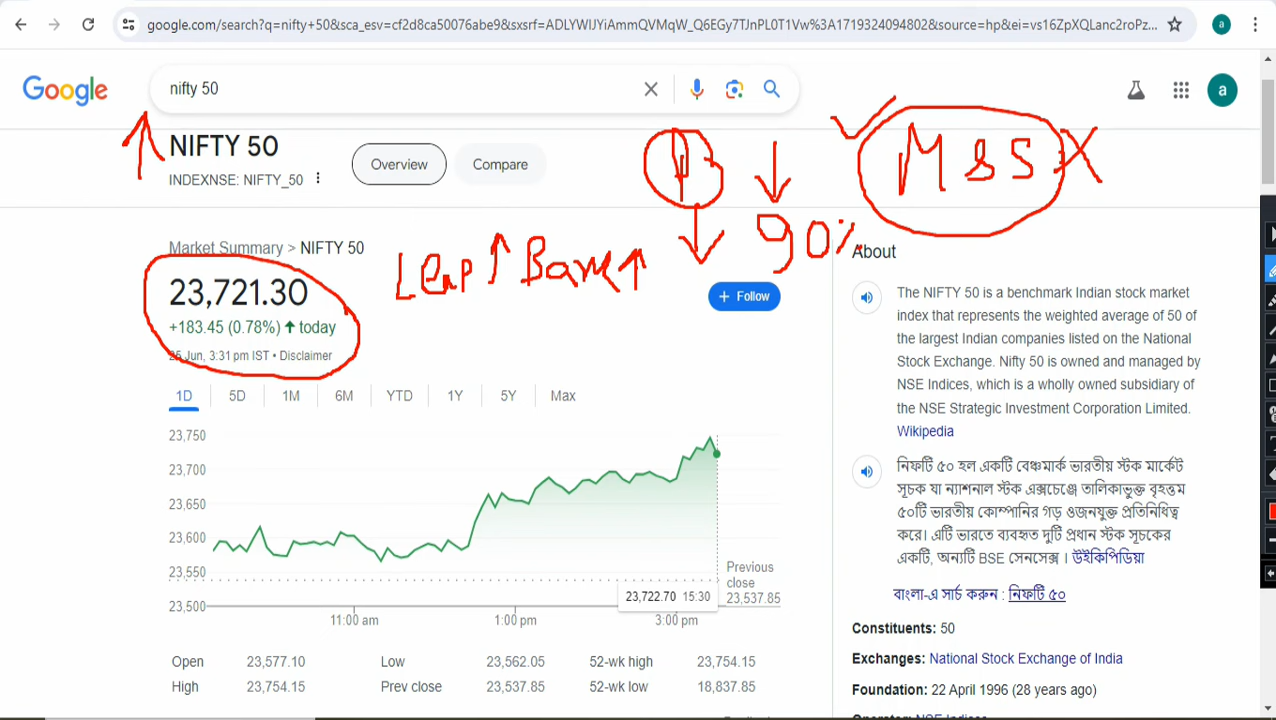 google.com/search?q=nifty+50&sca_esv=cf2d8ca50076abe9&sxsrf=ADLYWIJYiAmmQVMqW_Q6EGy7TJnPL0T1Vw%3A1719324094802&source=hp&ei=vs16ZpXQLanc2roPz...
a
Google
nifty 50
a
NIFTY 50
Overview
Compare
INDEXNSE: NIFTY_50
M & S
90%
Market Summary > NIFTY 50
About
23,721.30
+183.45 (0.78%) ↑ today
Jun, 3:31 pm IST • Disclaimer
+ Follow
The NIFTY 50 is a benchmark Indian stock market
index that represents the weighted average of 50 of
the largest Indian companies listed on the National
Stock Exchange. Nifty 50 is owned and managed by
NSE Indices, which is a wholly owned subsidiary of
the NSE Strategic Investment Corporation Limited.
Wikipedia
1D 5D 1M 6M YTD 1Y 5Y Max
23,750
23,700
23,650
23,600
23,550
23,500
Previous
close
23,537.85
23,722.70 15:30
11:00 am 1:00 pm 3:00 pm
নিফটি ৫০ হল একটি বেঞ্চমার্ক ভারতীয় স্টক মার্কেট
সূচক যা ন্যাশনাল স্টক এক্সচেঞ্জে তালিকাভুক্ত বৃহত্তম
৫০টি ভারতীয় কোম্পানির গড় ওজনযুক্ত প্রতিনিধিত্ব
করে। এটি ভারতে ব্যবহৃত দুটি প্রধান স্টক সূচকের
একটি, অন্যটি BSE সেনসেক্স। উইকিপিডিয়া
বাংলা-এ সার্চ করুন : নিফটি ৫০
Open 23,577.10 Low 23,562.05 52-wk high 23,754.15
High 23,754.15 Prev close 23,537.85 52-wk low 18,837.85
Constituents: 50
Exchanges: National Stock Exchange of India
Foundation: 22 April 1996 (28 years ago)
NSE Indices